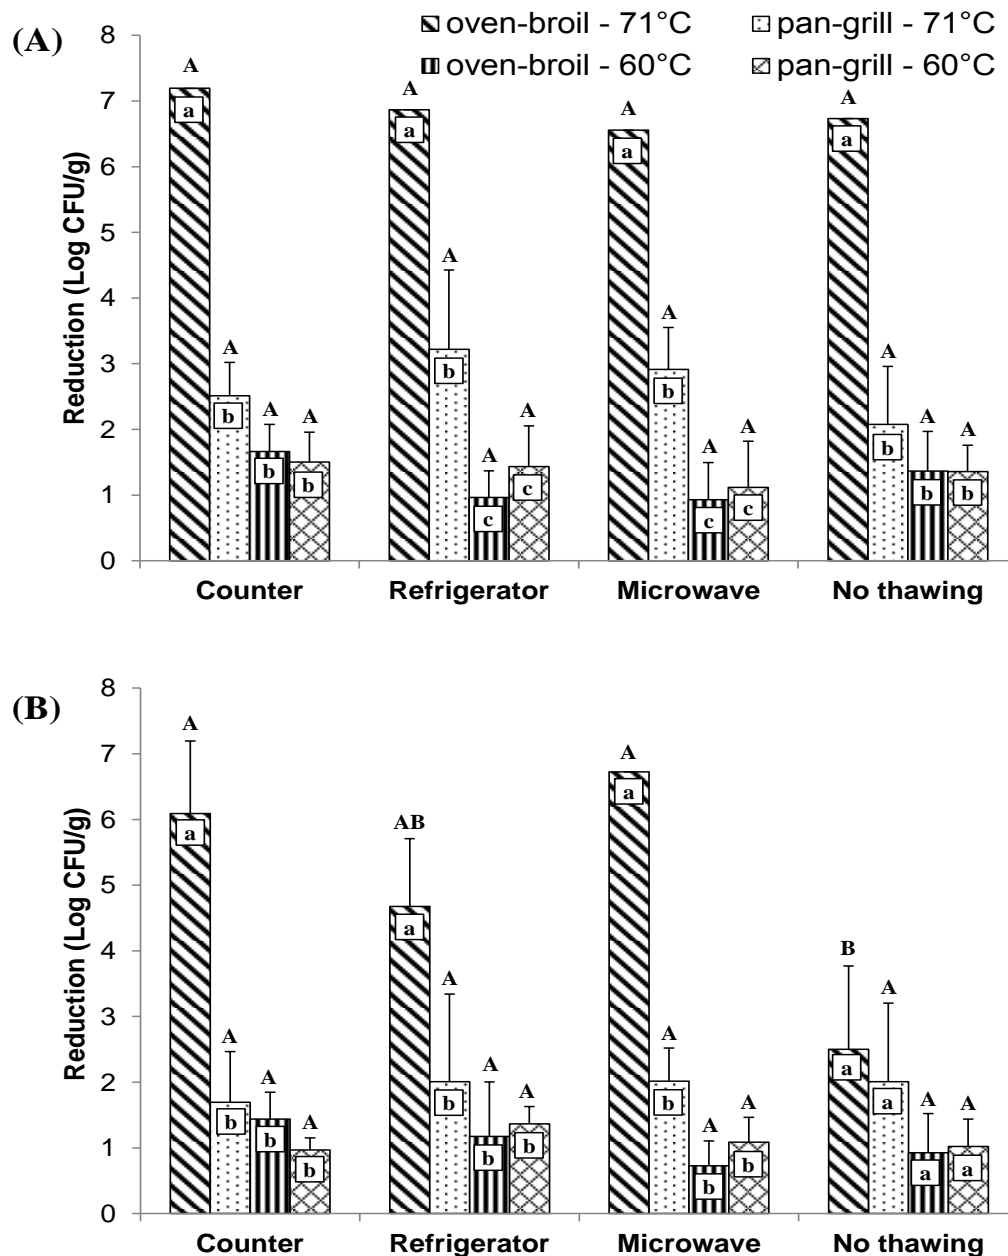 (A)
oven-broil - 71°C pan-grill - 71°C
oven-broil - 60°C pan-grill - 60°C
Reduction (Log CFU/g)
8
7
6
5
4
3
2
1
0
A A A A
a b b b
A A A A
a b c c
A A A A
a b c c
A A A A
a b b b
Counter Refrigerator Microwave No thawing
(B)
Reduction (Log CFU/g)
8
7
6
5
4
3
2
1
0
A A A A
a b b b
AB A A A
a b b b
A A A A
a b b b
B A A A
a a a a
Counter Refrigerator Microwave No thawing